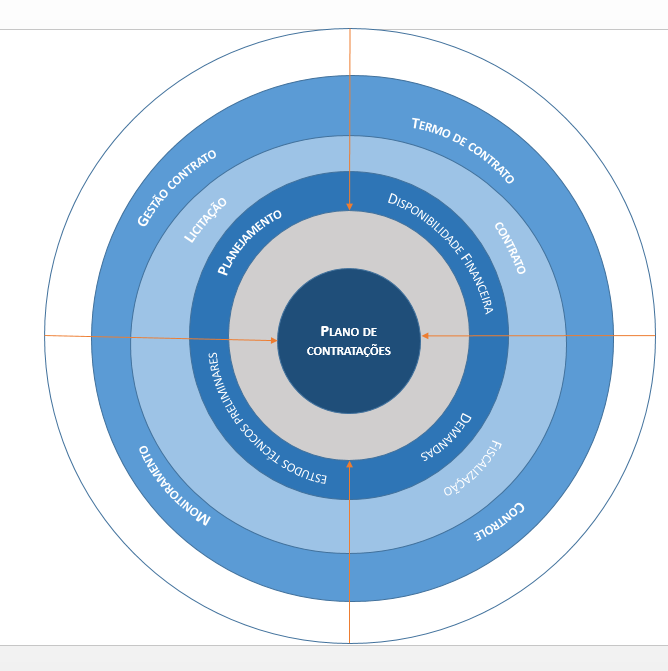 TERMO DE CONTRATO
GESTÃO CONTRATO
LICITAÇÃO
CONTRATO
PLANEJAMENTO
DISPONIBILIDADE FINANCEIRA
PLANO DE
CONTRATAÇÕES
ESTUDOS TÉCNICOS PRELIMINARES
DEMANDAS
FISCALIZAÇÃO
MONITORAMENTO
CONTROLE